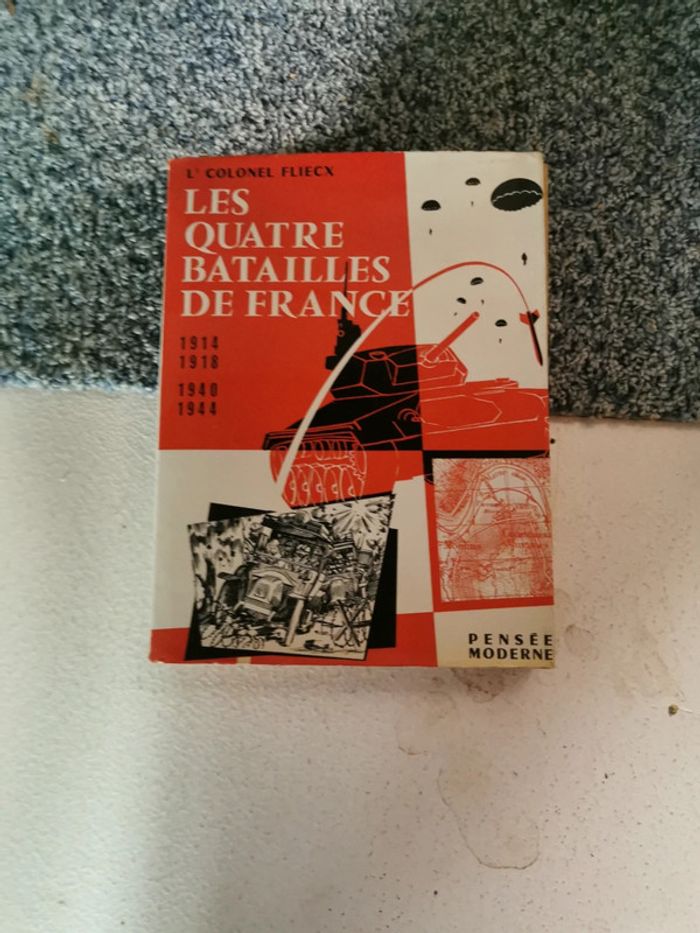 Lᵗ COLONEL FLIECX
LES
QUATRE
BATAILLES
DE FRANCE
1914
1918
1940
1944
PENSÉE
MODERNE